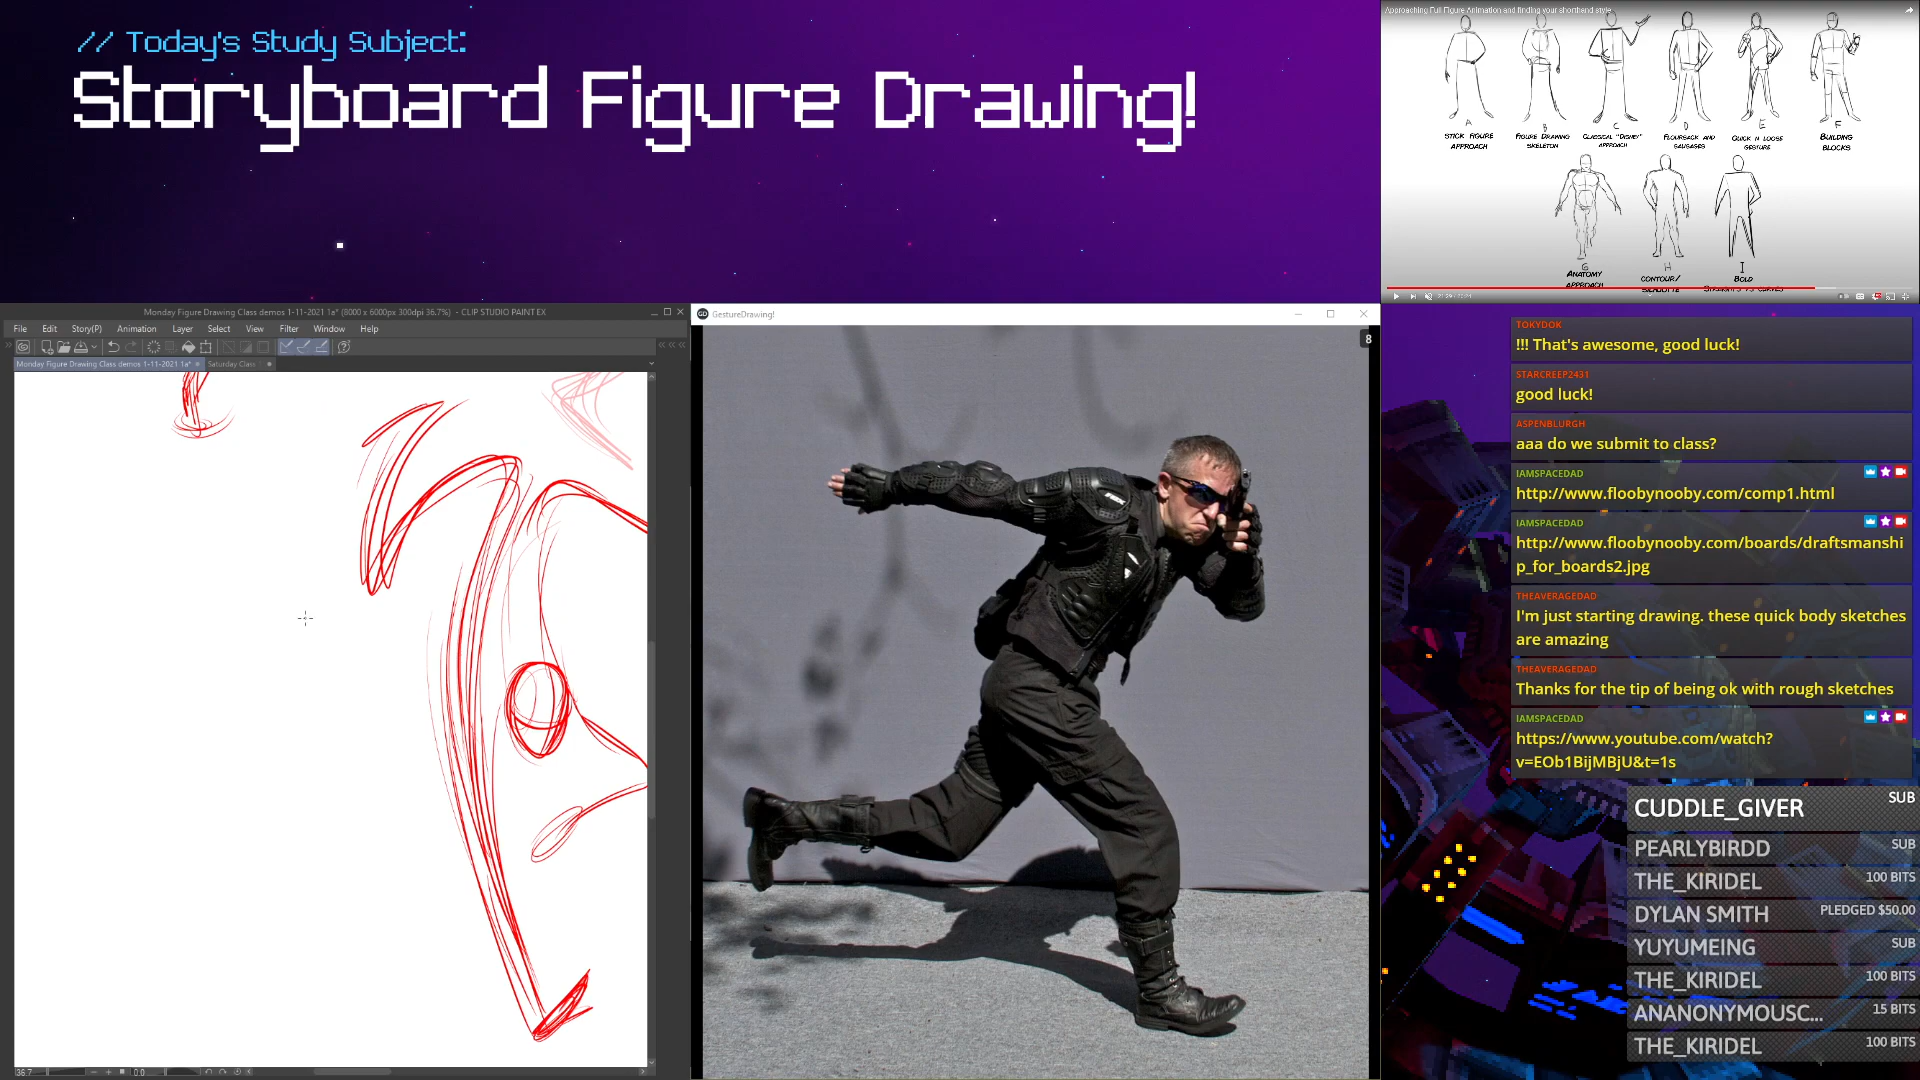 // Today's Study Subject:
Storyboard Figure Drawing!
Approaching Full Figure Animation and finding your shorthand style
A
STICK FIGURE
APPROACH
B
FIGURE DRAWING
SKELETON
C
CLASSICAL "DISNEY"
APPROACH
D
FLOURSACK AND
SAUSAGES
E
QUICK N LOOSE
GESTURE
F
BUILDING
BLOCKS
G
ANATOMY
APPROACH
H
CONTOUR/
SILHOUETTE
I
BOLD
STRAIGHTS VS CURVES
Monday Figure Drawing Class demos 1-11-2021 1a* (8000 x 6000px 300dpi 36.7%) - CLIP STUDIO PAINT EX
File Edit Story(P) Animation Layer Select View Filter Window Help
Monday Figure Drawing Class demos 1-11-2021 1a*
Saturday Class
36.7
0.0
GestureDrawing!
8
TOKYDOK
!!! That's awesome, good luck!
STARCREEP2431
good luck!
ASPENBLURGH
aaa do we submit to class?
IAMSPACEDAD
http://www.floobynooby.com/comp1.html
IAMSPACEDAD
http://www.floobynooby.com/boards/draftsmanshi
p_for_boards2.jpg
THEAVERAGEDAD
I'm just starting drawing. these quick body sketches
are amazing
THEAVERAGEDAD
Thanks for the tip of being ok with rough sketches
IAMSPACEDAD
https://www.youtube.com/watch?
v=EOb1BijMBjU&t=1s
CUDDLE_GIVER SUB
PEARLYBIRDD SUB
THE_KIRIDEL 100 BITS
DYLAN SMITH PLEDGED $50.00
YUYUMEING SUB
THE_KIRIDEL 100 BITS
ANANONYMOUSC... 15 BITS
THE_KIRIDEL 100 BITS